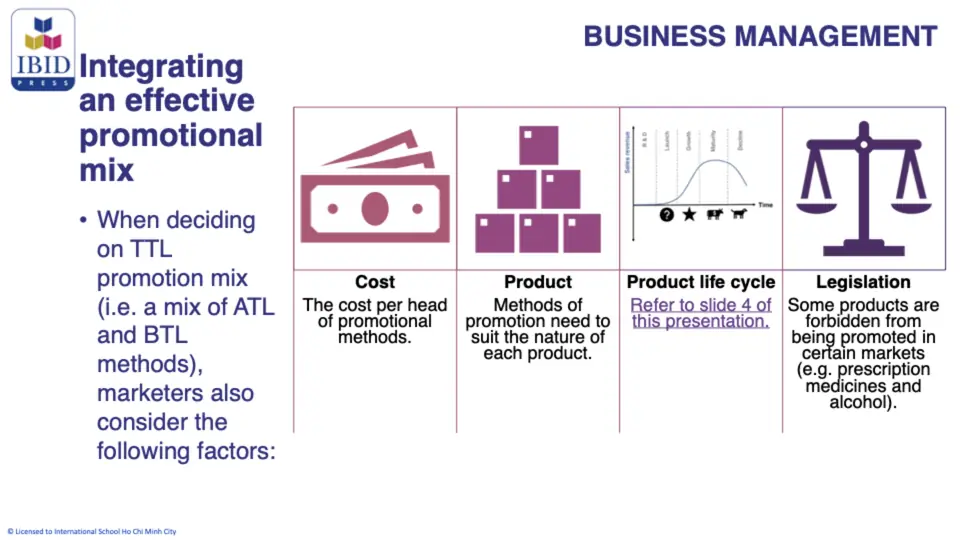 BUSINESS MANAGEMENT
IBID
PRESS
Integrating
an effective
promotional
mix
• When deciding
on TTL
promotion mix
(i.e. a mix of ATL
and BTL
methods),
marketers also
consider the
following factors:
Cost
The cost per head
of promotional
methods.
Product
Methods of
promotion need to
suit the nature of
each product.
Sales revenue
R & D
Launch
Growth
Maturity
Decline
Time
?
Product life cycle
Refer to slide 4 of
this presentation.
Legislation
Some products are
forbidden from
being promoted in
certain markets
(e.g. prescription
medicines and
alcohol).
© Licensed to International School Ho Chi Minh City